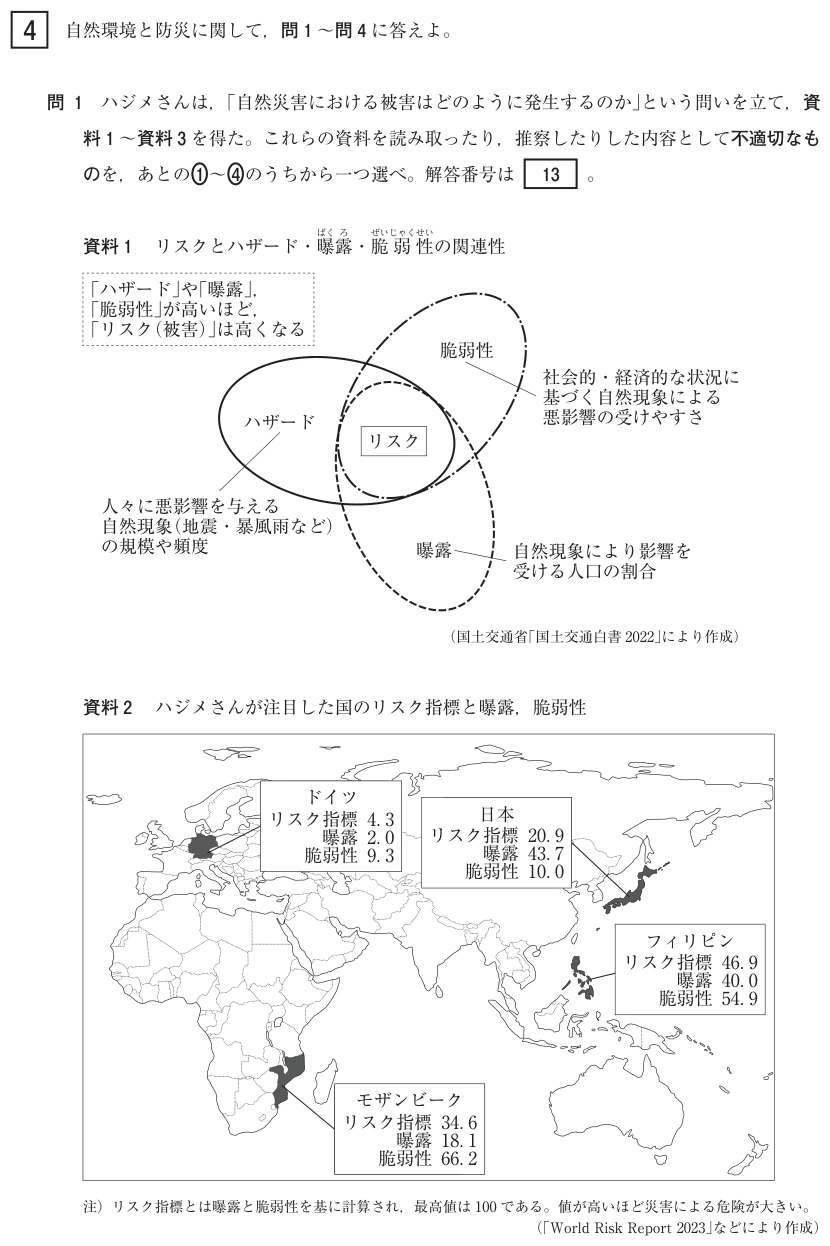 4 自然環境と防災に関して，問1～問4に答えよ。
問 1 ハジメさんは，「自然災害における被害はどのように発生するのか」という問いを立て，資
料1～資料3を得た。これらの資料を読み取ったり，推察したりした内容として不適切なも
のを，あとの①～④のうちから一つ選べ。解答番号は 13 。
資料1 リスクとハザード・曝露・脆弱性の関連性
ばく ろ ぜいじゃくせい
「ハザード」や「曝露」，
「脆弱性」が高いほど，
「リスク(被害)」は高くなる
脆弱性
社会的・経済的な状況に
基づく自然現象による
悪影響の受けやすさ
ハザード
リスク
人々に悪影響を与える
自然現象(地震・暴風雨など)
の規模や頻度
曝露
自然現象により影響を
受ける人口の割合
(国土交通省「国土交通白書 2022」により作成)
資料2 ハジメさんが注目した国のリスク指標と曝露，脆弱性
ドイツ
リスク指標 4.3
曝露 2.0
脆弱性 9.3
日本
リスク指標 20.9
曝露 43.7
脆弱性 10.0
フィリピン
リスク指標 46.9
曝露 40.0
脆弱性 54.9
モザンビーク
リスク指標 34.6
曝露 18.1
脆弱性 66.2
注) リスク指標とは曝露と脆弱性を基に計算され，最高値は 100 である。値が高いほど災害による危険が大きい。
(「World Risk Report 2023」などにより作成)